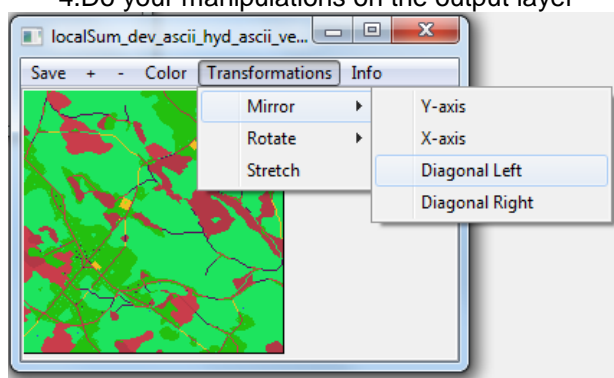 4.Do your manipulations on the output layer
localSum_dev_ascii_hyd_ascii_ve...
Save + - Color Transformations Info
Mirror
Rotate
Stretch
Y-axis
X-axis
Diagonal Left
Diagonal Right